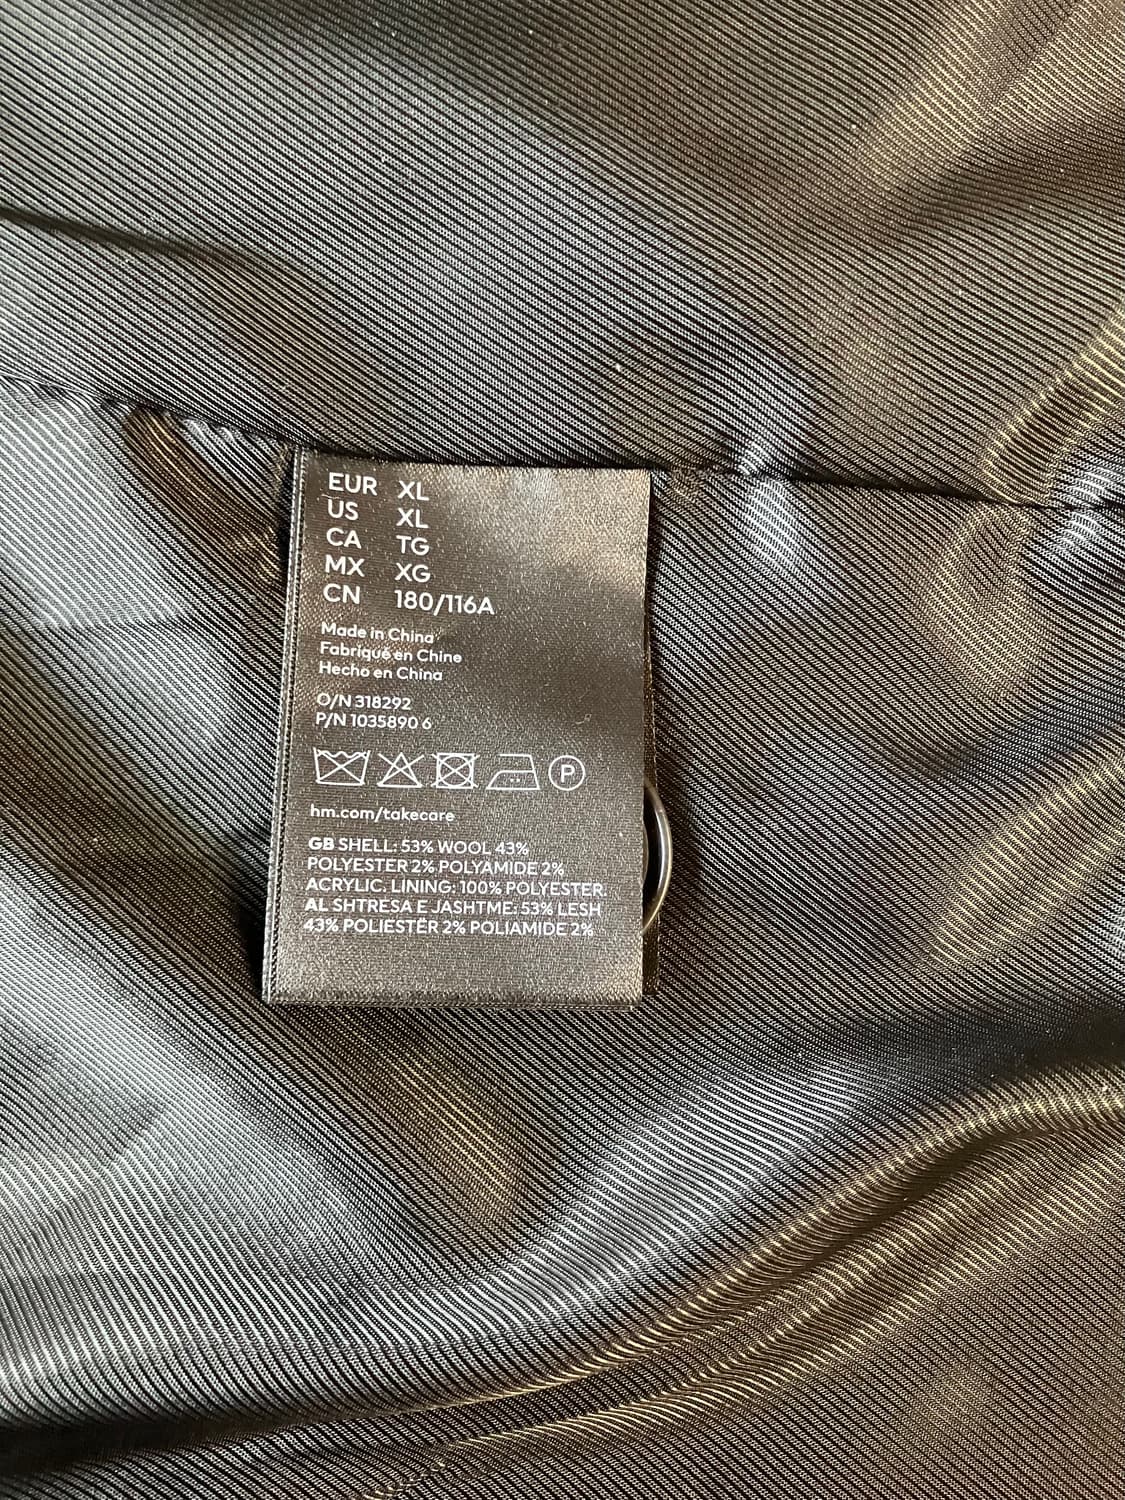 EUR XL
US XL
CA TG
MX XG
CN 180/116A
Made in China
Fabriqué en Chine
Hecho en China
O/N 318292
P/N 1035890 6
P
hm.com/takecare
GB SHELL: 53% WOOL 43%
POLYESTER 2% POLYAMIDE 2%
ACRYLIC. LINING: 100% POLYESTER.
AL SHTRESA E JASHTME: 53% LESH
43% POLIESTËR 2% POLIAMIDE 2%